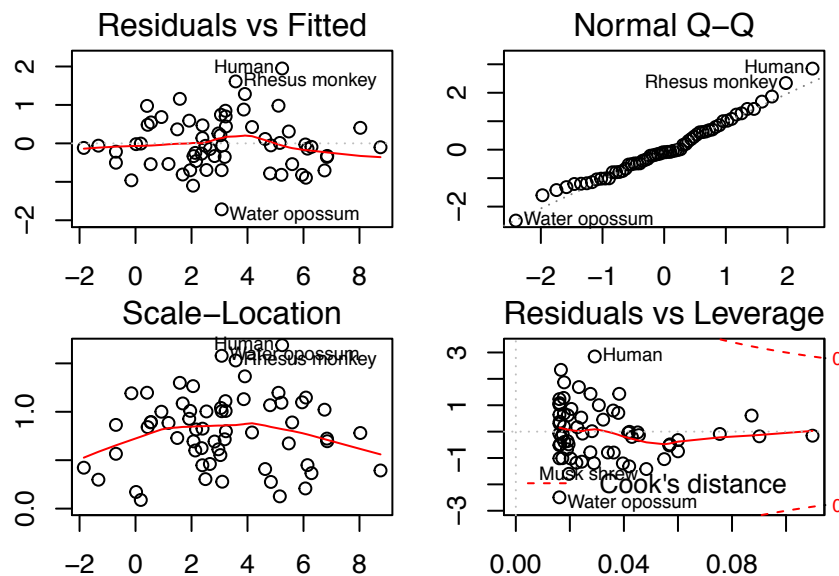 Residuals vs Fitted
Human
Rhesus monkey
Water opossum
2
1
0
−2
−2 0 2 4 6 8
Normal Q−Q
Human
Rhesus monkey
Water opossum
2
0
−2
−2 −1 0 1 2
Scale−Location
Human
Water opossum
Rhesus monkey
1.0
0.0
−2 0 2 4 6 8
Residuals vs Leverage
Human
Musk shrew
Cook's distance
Water opossum
3
1
−1
−3
0.00 0.04 0.08